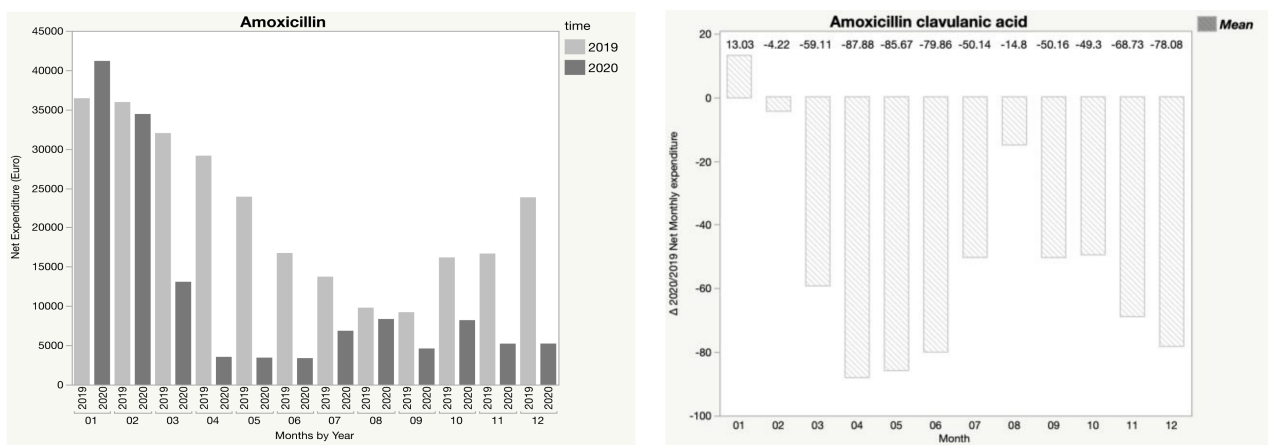 Amoxicillin
time
2019
2020
Net Expenditure (Euro)
45000
40000
35000
30000
25000
20000
15000
10000
5000
0
2019 2020 2019 2020 2019 2020 2019 2020 2019 2020 2019 2020 2019 2020 2019 2020 2019 2020 2019 2020 2019 2020 2019 2020
01 02 03 04 05 06 07 08 09 10 11 12
Months by Year
Amoxicillin clavulanic acid
Mean
13.03 -4.22 -59.11 -87.88 -85.67 -79.86 -50.14 -14.8 -50.16 -49.3 -68.73 -78.08
Δ 2020/2019 Net Monthly expenditure
20
0
-20
-40
-60
-80
-100
01 02 03 04 05 06 07 08 09 10 11 12
Month